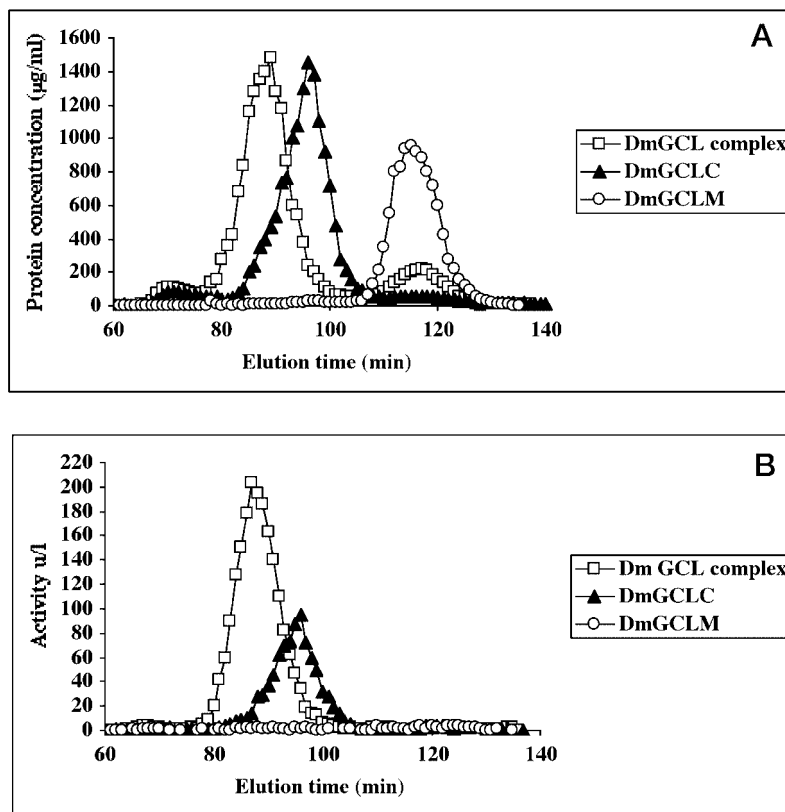 A
Protein concentration (µg/ml)
1600
1400
1200
1000
800
600
400
200
0
60 80 100 120 140
Elution time (min)
DmGCL complex
DmGCLC
DmGCLM
B
Activity u/l
220
200
180
160
140
120
100
80
60
40
20
0
60 80 100 120 140
Elution time (min)
Dm GCL complex
DmGCLC
DmGCLM